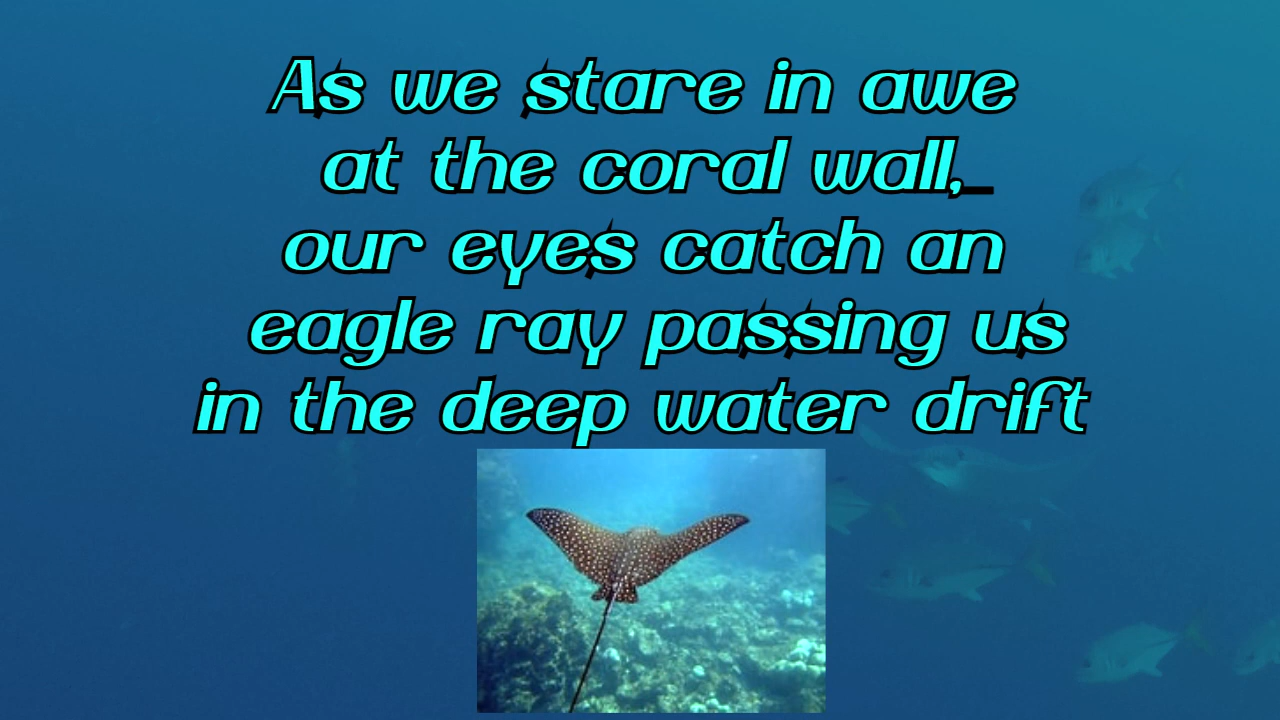 As we stare in awe
at the coral wall,
our eyes catch an
eagle ray passing us
in the deep water drift